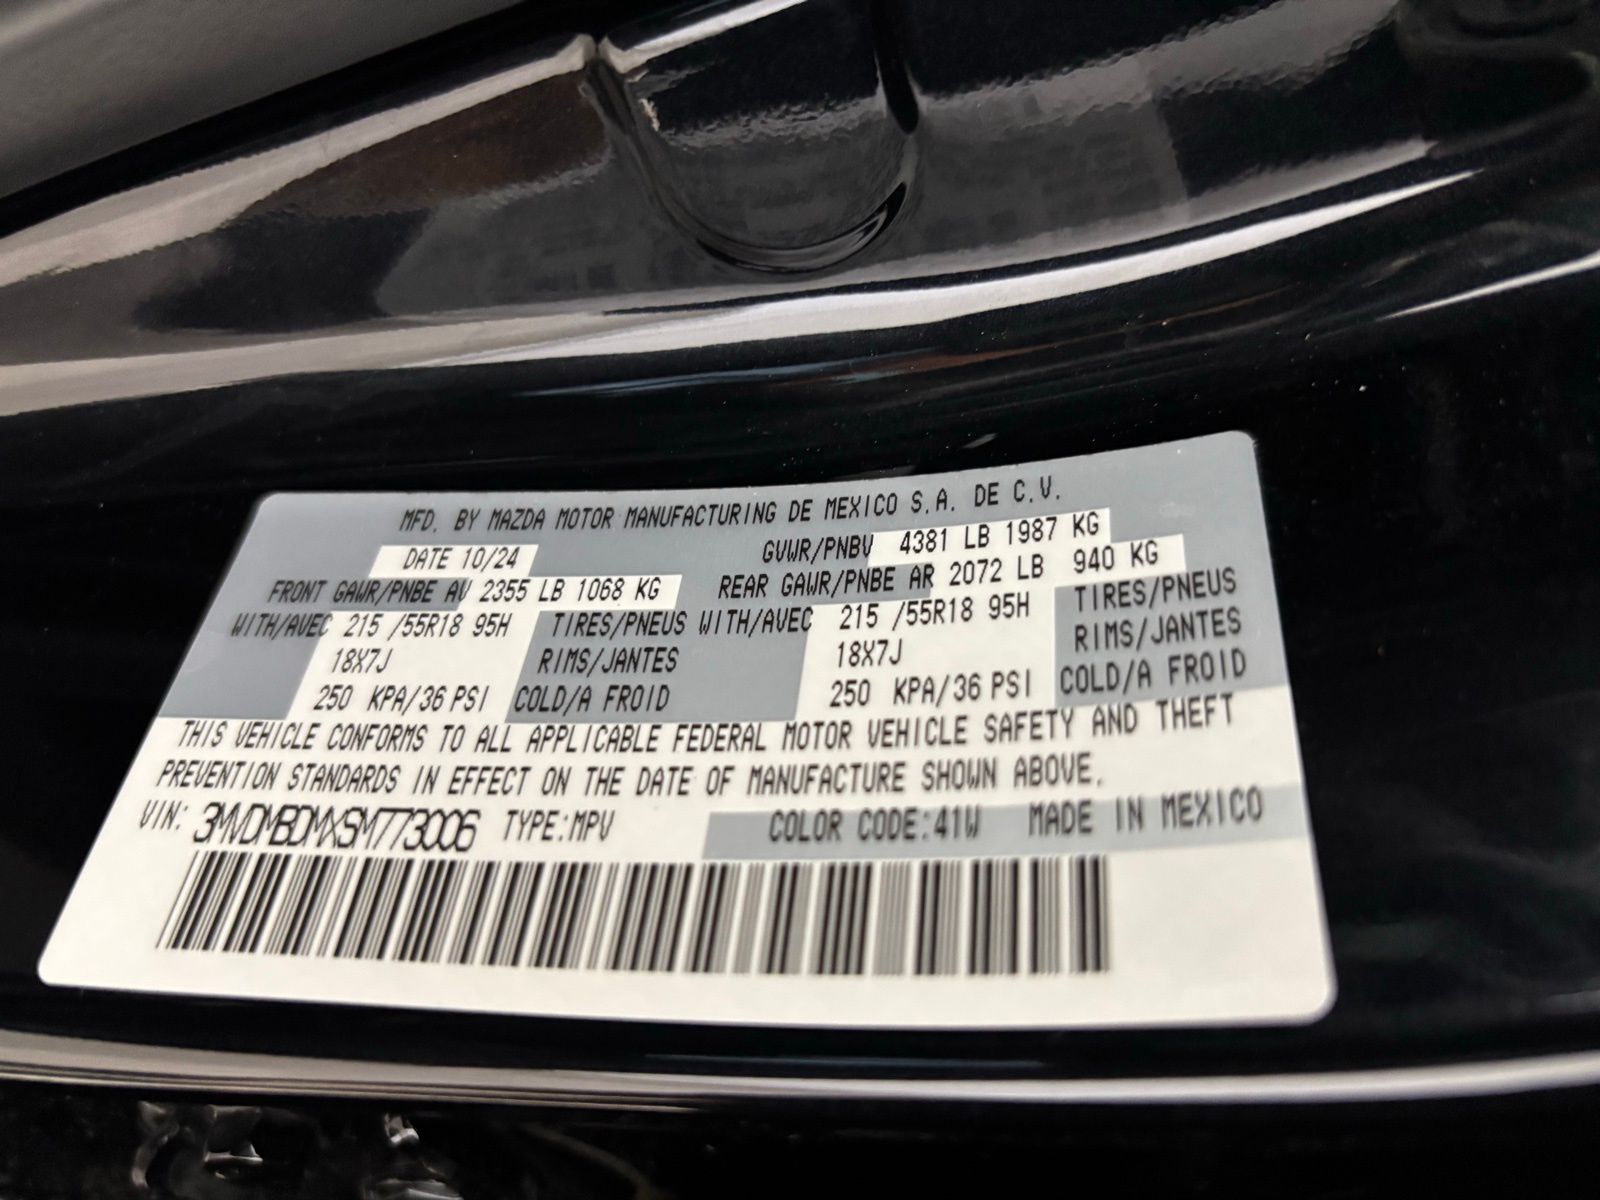 MFD. BY MAZDA MOTOR MANUFACTURING DE MEXICO S.A. DE C.V.
DATE 10/24 GVWR/PNBV 4381 LB 1987 KG
FRONT GAWR/PNBE AV 2355 LB 1068 KG REAR GAWR/PNBE AR 2072 LB 940 KG
WITH/AVEC 215 /55R18 95H TIRES/PNEUS WITH/AVEC 215 /55R18 95H TIRES/PNEUS
18X7J RIMS/JANTES 18X7J RIMS/JANTES
250 KPA/36 PSI COLD/A FROID 250 KPA/36 PSI COLD/A FROID
THIS VEHICLE CONFORMS TO ALL APPLICABLE FEDERAL MOTOR VEHICLE SAFETY AND THEFT
PREVENTION STANDARDS IN EFFECT ON THE DATE OF MANUFACTURE SHOWN ABOVE.
VIN: 3MVDMBDMXSM773006 TYPE:MPV COLOR CODE:41W MADE IN MEXICO